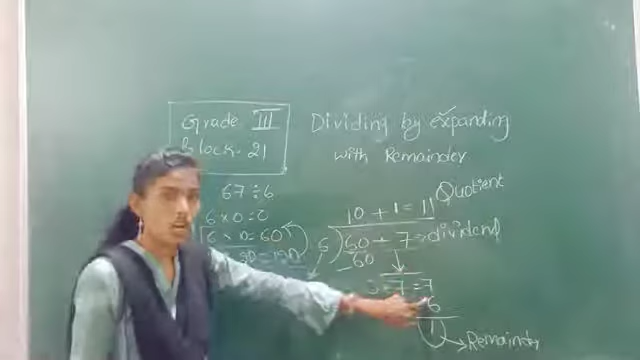 Grade III
block-21
Dividing by expanding
with Remainder
67 ÷ 6
6 x 0 = 0
6 x 0 = 60
10 + 1 = 11 Quotient
6 ) 60 + 7 → dividend
- 60
+ 7 = 7
6
1 → Remainder